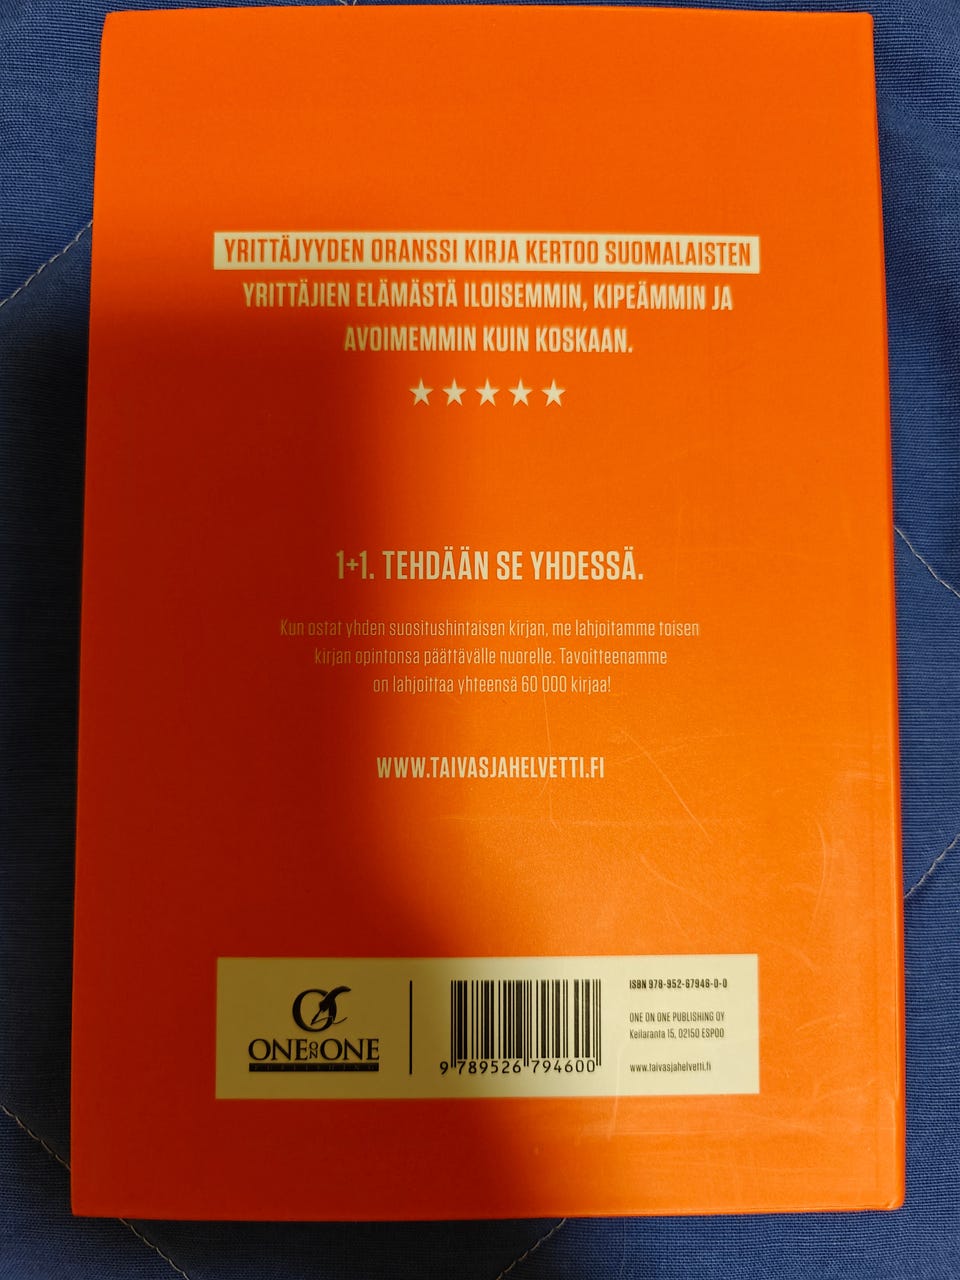 YRITTÄJYYDEN ORANSSI KIRJA KERTOO SUOMALAISTEN
YRITTÄJIEN ELÄMÄSTÄ ILOISEMMIN, KIPEÄMMIN JA
AVOIMEMMIN KUIN KOSKAAN.
★★★★★
1+1. TEHDÄÄN SE YHDESSÄ.
Kun ostat yhden suositushintaisen kirjan, me lahjoitamme toisen
kirjan opintonsa päättävälle nuorelle. Tavoitteenamme
on lahjoittaa yhteensä 60 000 kirjaa!
WWW.TAIVASJAHELVETTI.FI
ONE ON ONE
PUBLISHING
9 789526 794600
ISBN 978-952-67946-0-0
ONE ON ONE PUBLISHING OY
Keilaranta 15, 02150 ESPOO
www.taivasjahelvetti.fi